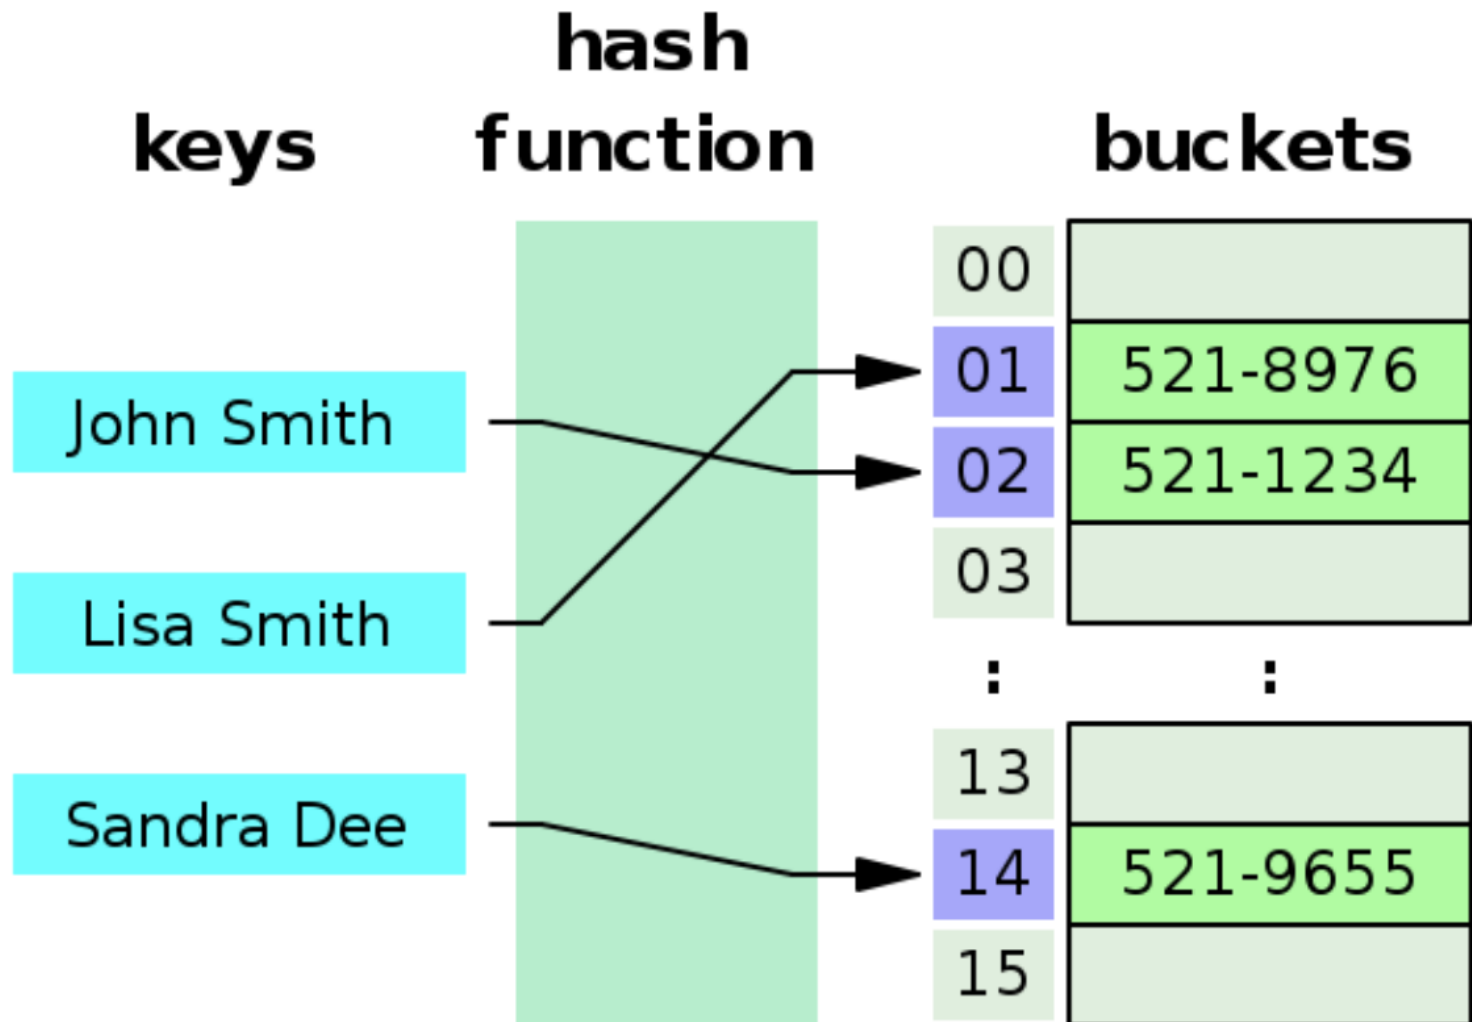 keys
hash
function
buckets
John Smith
Lisa Smith
Sandra Dee
00
01 521-8976
02 521-1234
03
: :
13
14 521-9655
15